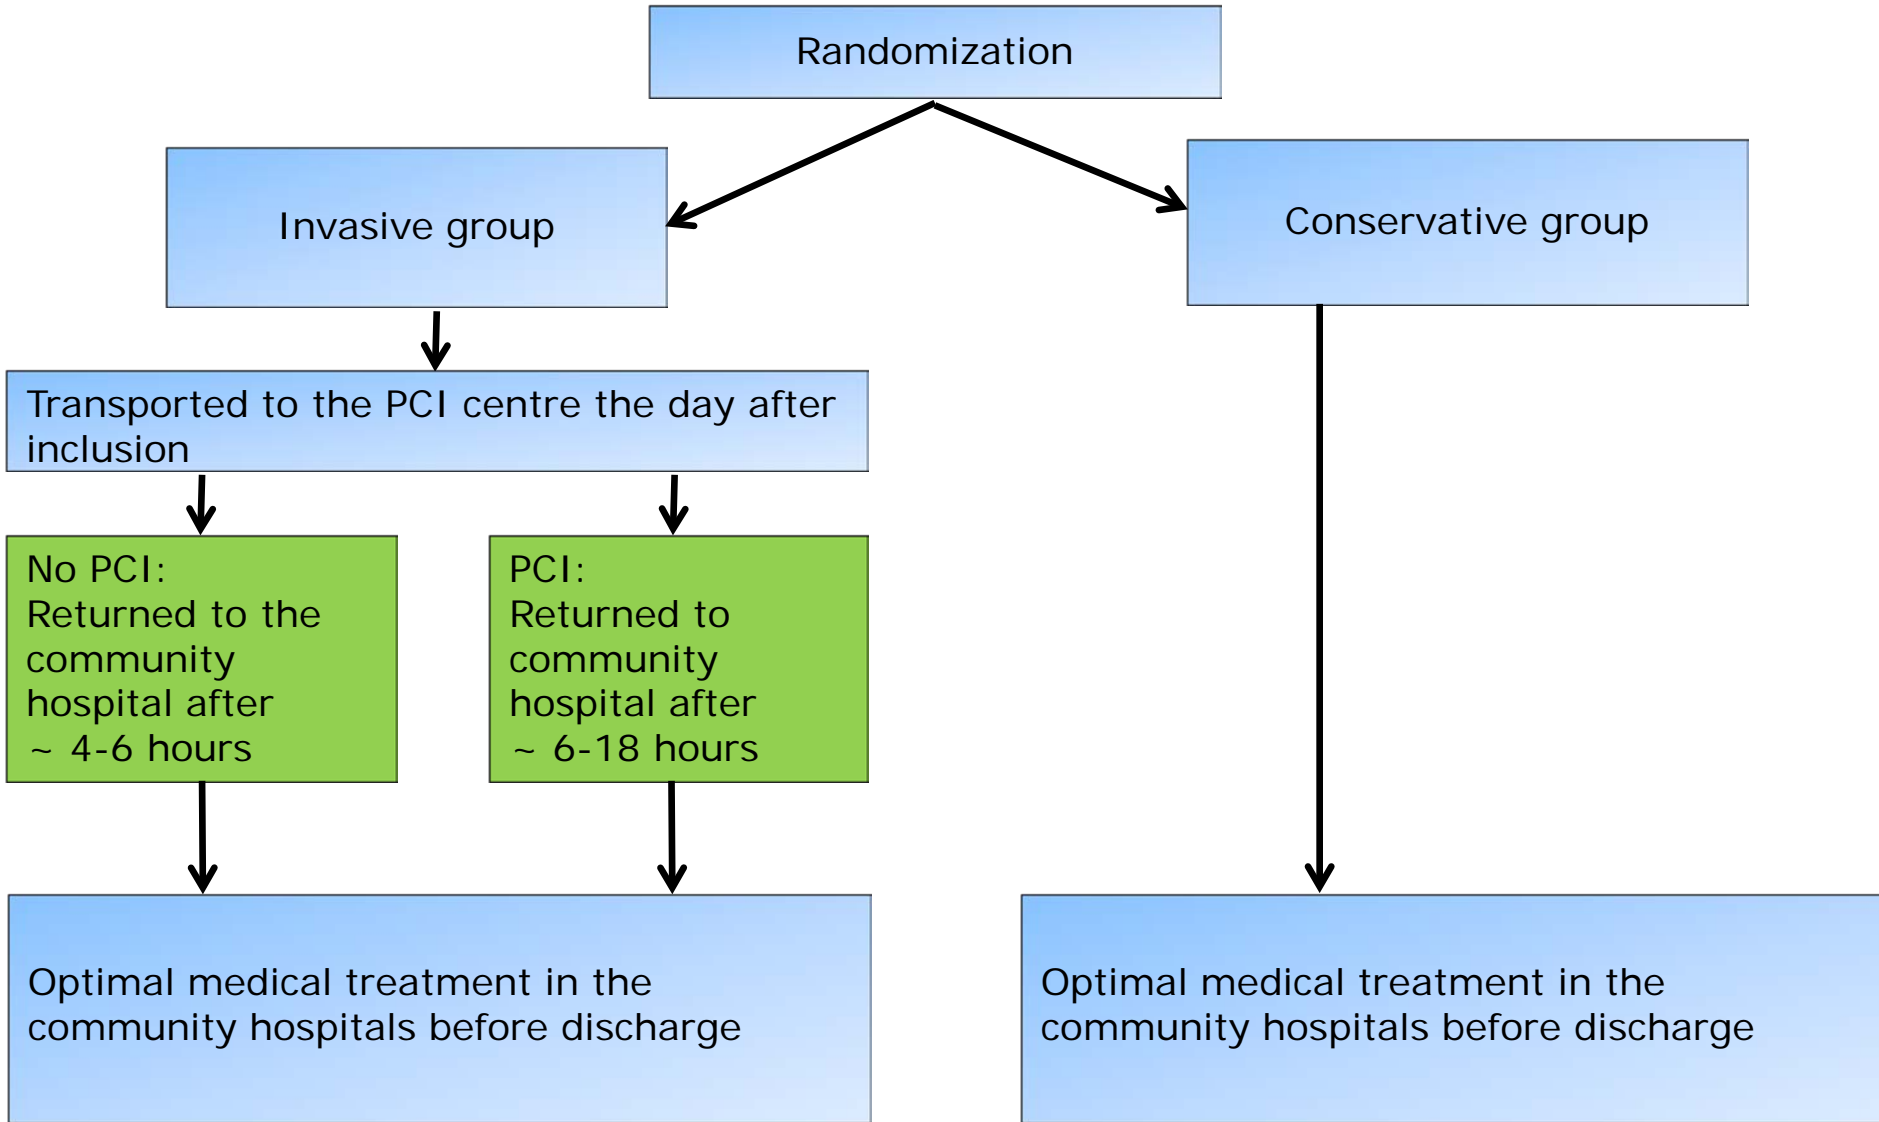 Randomization
Invasive group
Conservative group
Transported to the PCI centre the day after
inclusion
No PCI:
Returned to the
community
hospital after
~ 4-6 hours
PCI:
Returned to
community
hospital after
~ 6-18 hours
Optimal medical treatment in the
community hospitals before discharge
Optimal medical treatment in the
community hospitals before discharge